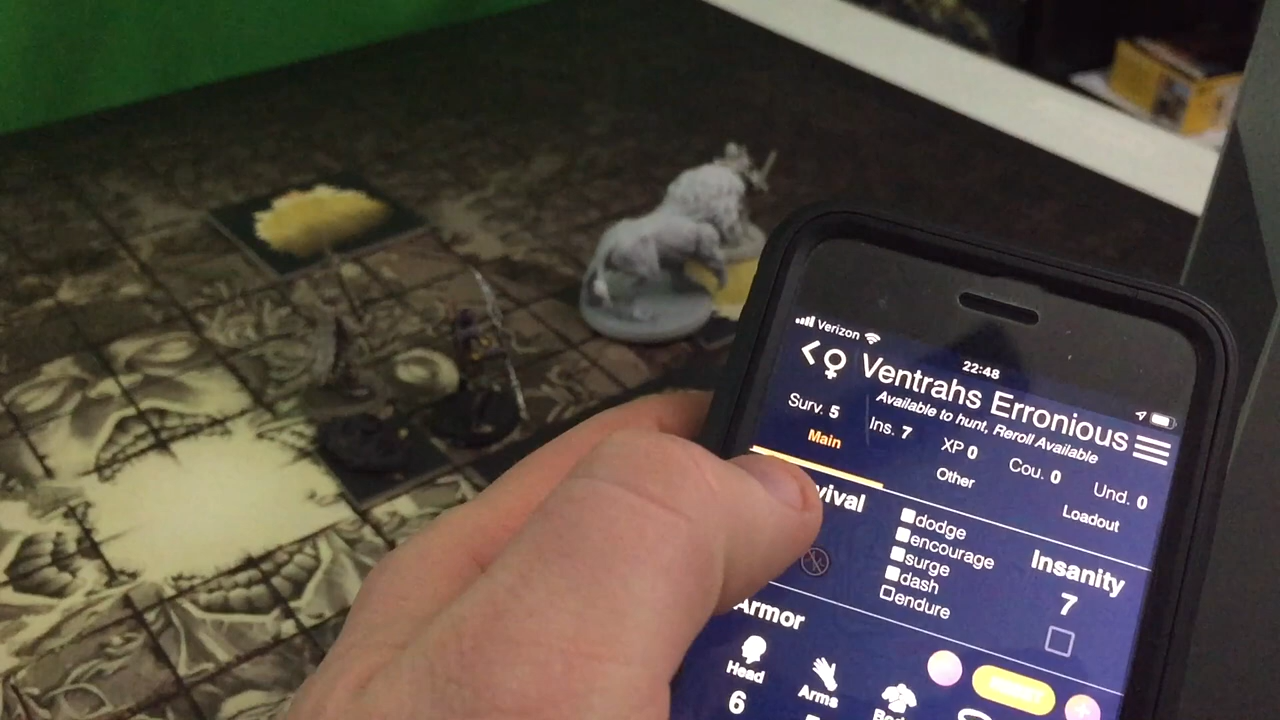 Verizon
22:48
Ventrahs Erronious
Available to hunt, Reroll Available
Surv. 5 Ins. 7 XP 0 Cou. 0 Und. 0
Main Other Loadout
vival
dodge
encourage
surge
dash
endure
Insanity
7
Armor
Head Arms
6